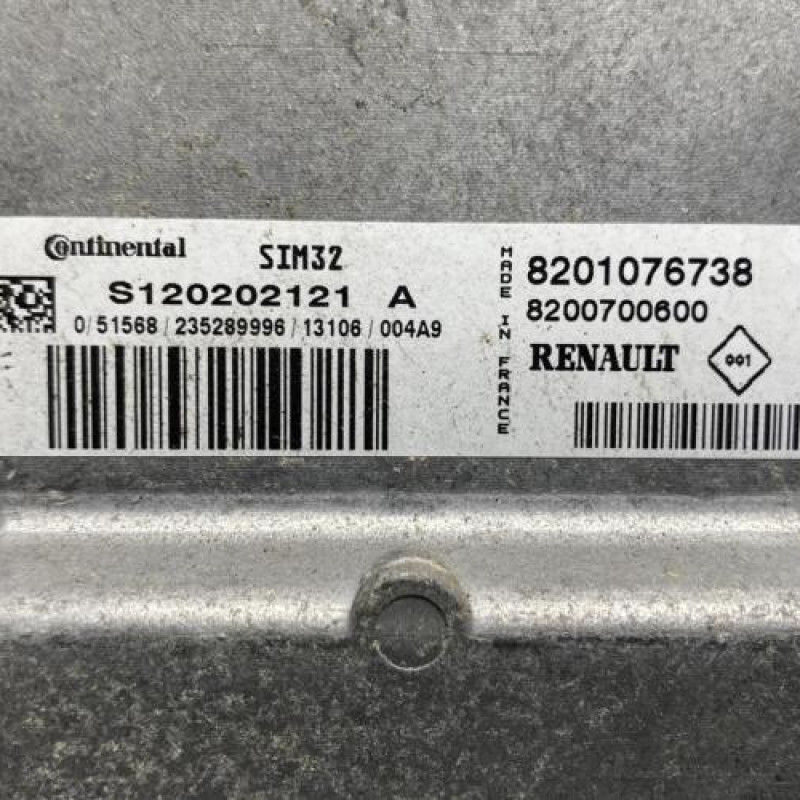 Continental SIM32
S120202121 A
0/51568/235289996/13106/004A9
MADE IN FRANCE
8201076738
8200700600
RENAULT 001